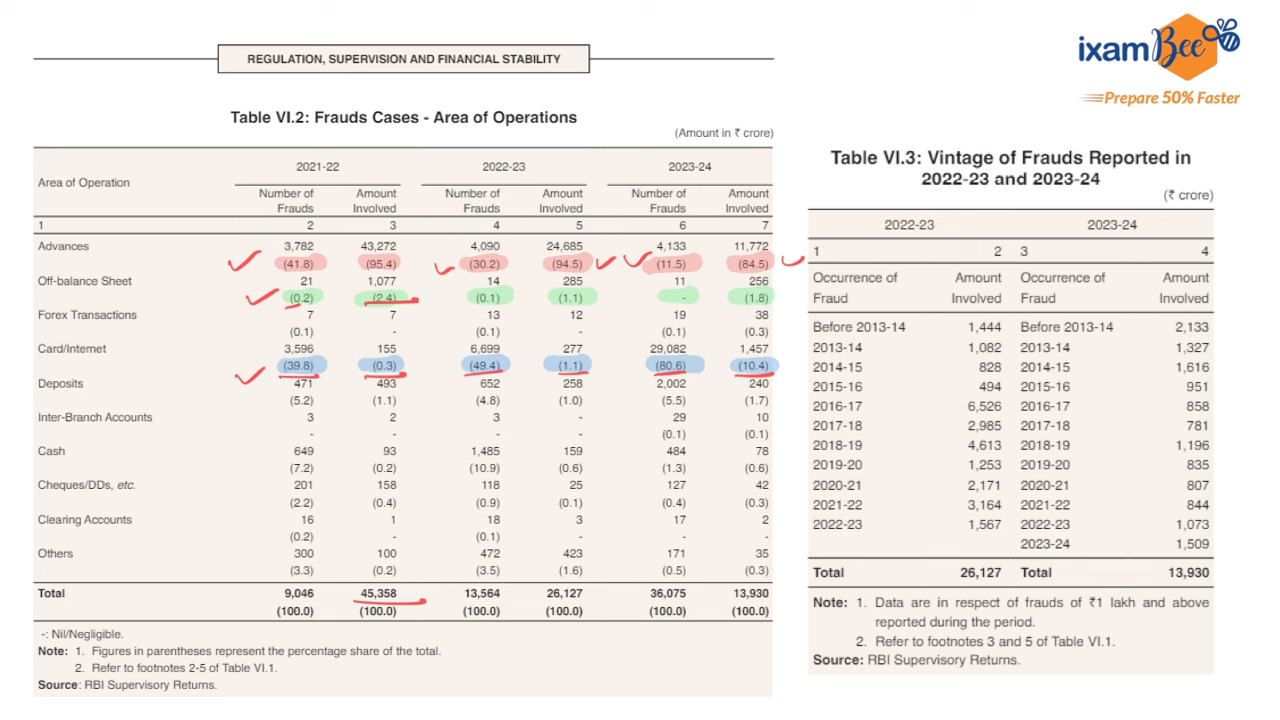 REGULATION, SUPERVISION AND FINANCIAL STABILITY
ixamBee
Prepare 50% Faster
Table VI.2: Frauds Cases - Area of Operations
(Amount in ₹ crore)
Area of Operation 2021-22 2022-23 2023-24
Number of Frauds Amount Involved Number of Frauds Amount Involved Number of Frauds Amount Involved
1 2 3 4 5 6 7
Advances 3,782 43,272 4,090 24,685 4,133 11,772
(41.8) (95.4) (30.2) (94.5) (11.5) (84.5)
Off-balance Sheet 21 1,077 14 285 11 256
(0.2) (2.4) (0.1) (1.1) - (1.8)
Forex Transactions 7 7 13 12 19 38
(0.1) - (0.1) - (0.1) (0.3)
Card/Internet 3,596 155 6,699 277 29,082 1,457
(39.8) (0.3) (49.4) (1.1) (80.6) (10.4)
Deposits 471 493 652 258 2,002 240
(5.2) (1.1) (4.8) (1.0) (5.5) (1.7)
Inter-Branch Accounts 3 2 3 - 29 10
- - - - (0.1) (0.1)
Cash 649 93 1,485 159 484 78
(7.2) (0.2) (10.9) (0.6) (1.3) (0.6)
Cheques/DDs, etc. 201 158 118 25 127 42
(2.2) (0.4) (0.9) (0.1) (0.4) (0.3)
Clearing Accounts 16 1 18 3 17 2
(0.2) - (0.1) - - -
Others 300 100 472 423 171 35
(3.3) (0.2) (3.5) (1.6) (0.5) (0.3)
Total 9,046 45,358 13,564 26,127 36,075 13,930
(100.0) (100.0) (100.0) (100.0) (100.0) (100.0)
-: Nil/Negligible.
Note: 1. Figures in parentheses represent the percentage share of the total.
2. Refer to footnotes 2-5 of Table VI.1.
Source: RBI Supervisory Returns.
Table VI.3: Vintage of Frauds Reported in
2022-23 and 2023-24
(₹ crore)
2022-23 2023-24
1 2 3 4
Occurrence of Amount Occurrence of Amount
Fraud Involved Fraud Involved
Before 2013-14 1,444 Before 2013-14 2,133
2013-14 1,082 2013-14 1,327
2014-15 828 2014-15 1,616
2015-16 494 2015-16 951
2016-17 6,526 2016-17 858
2017-18 2,985 2017-18 781
2018-19 4,613 2018-19 1,196
2019-20 1,253 2019-20 835
2020-21 2,171 2020-21 807
2021-22 3,164 2021-22 844
2022-23 1,567 2022-23 1,073
2023-24 1,509
Total 26,127 Total 13,930
Note: 1. Data are in respect of frauds of ₹1 lakh and above
reported during the period.
2. Refer to footnotes 3 and 5 of Table VI.1.
Source: RBI Supervisory Returns.